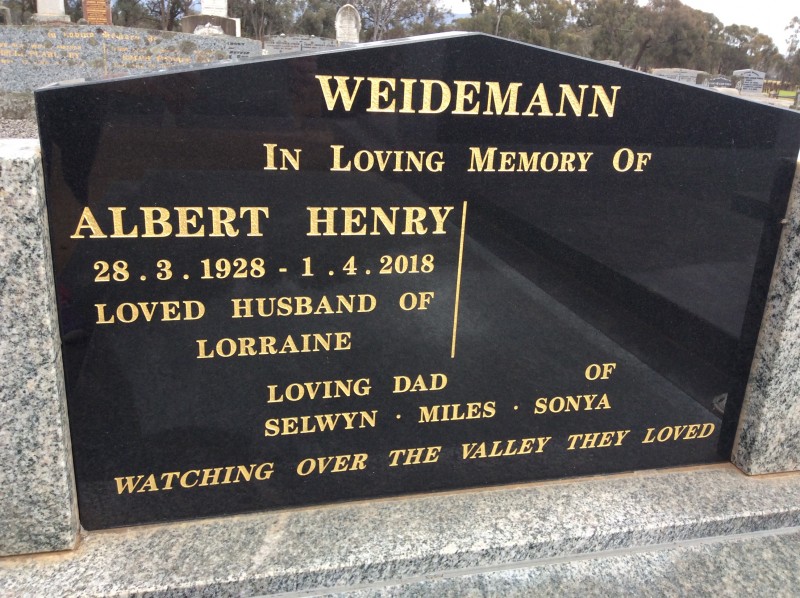 WEIDEMANN
IN LOVING MEMORY OF
ALBERT HENRY
28.3.1928 - 1.4.2018
LOVED HUSBAND OF
LORRAINE
LOVING DAD OF
SELWYN · MILES · SONYA
WATCHING OVER THE VALLEY THEY LOVED